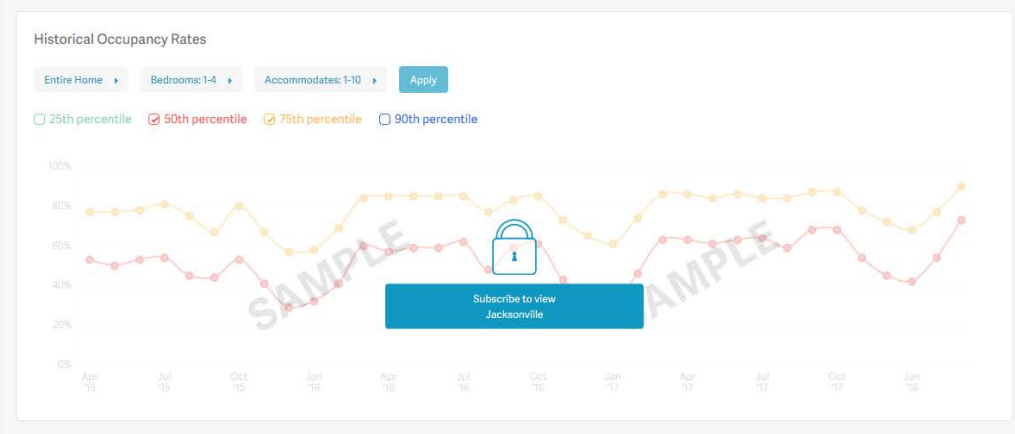 Historical Occupancy Rates
Entire Home Bedrooms: 1-4 Accommodates: 1-10 Apply
25th percentile 50th percentile 75th percentile 90th percentile
100%
80%
60%
SAMPLE SAMPLE
40%
Subscribe to view
Jacksonville
20%
0%
Apr Jul Oct Jan Apr Jul Oct Jan Apr Jul Oct Jan
'15 '15 '15 '16 '16 '16 '16 '17 '17 '17 '17 '18